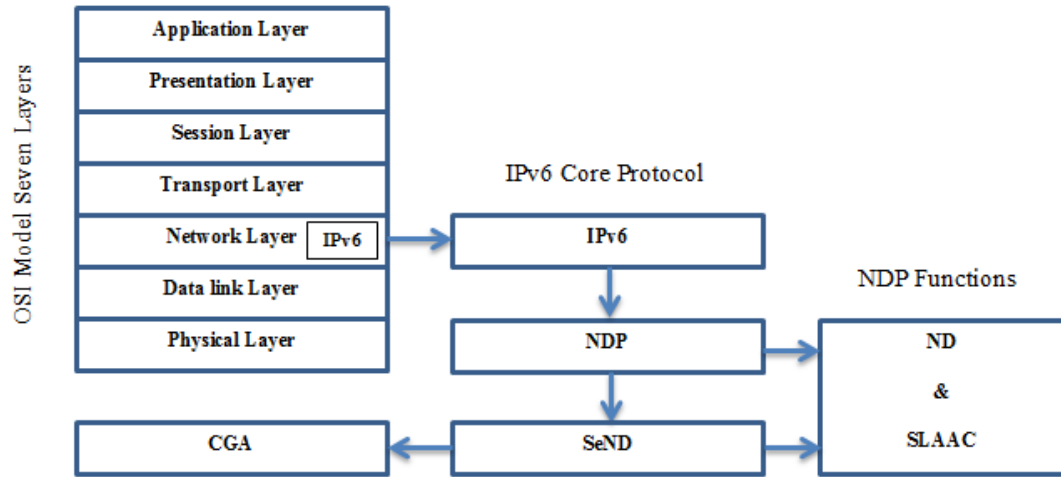 OSI Model Seven Layers
Application Layer
Presentation Layer
Session Layer
Transport Layer
Network Layer
IPv6
Data link Layer
Physical Layer
IPv6 Core Protocol
IPv6
NDP
SeND
CGA
NDP Functions
ND
&
SLAAC